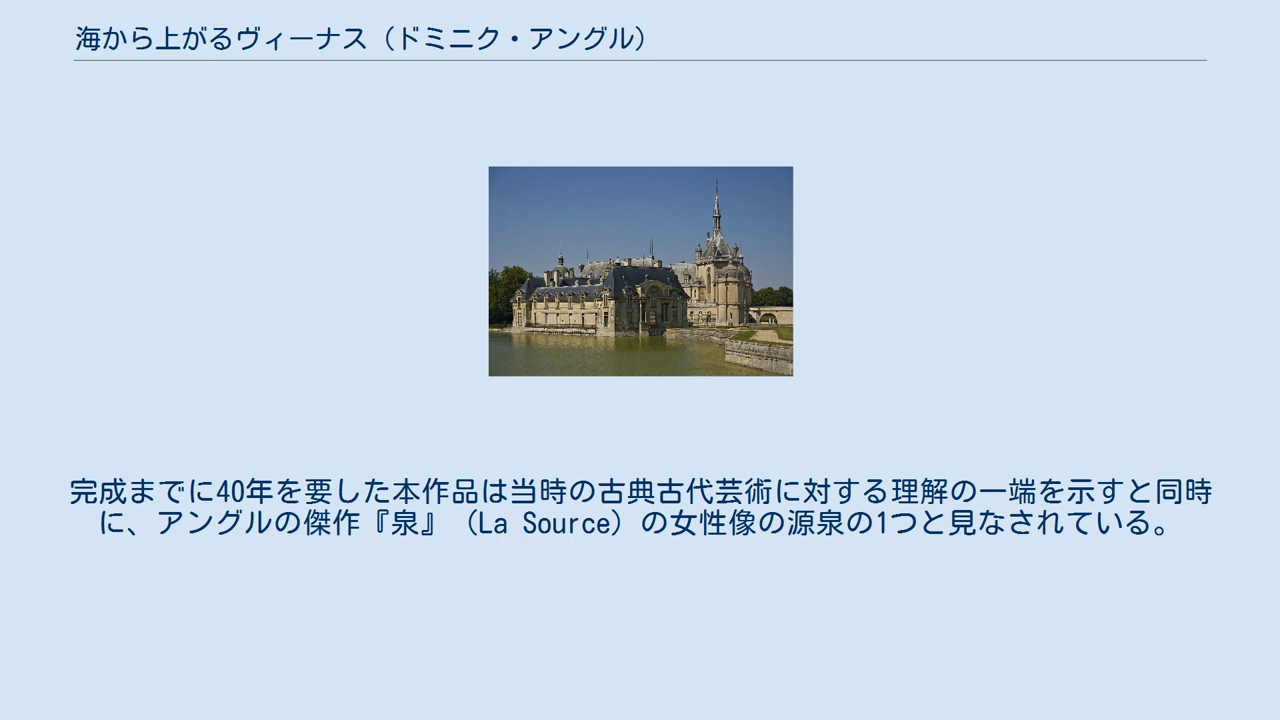 海から上がるヴィーナス（ドミニク・アングル）
完成までに40年を要した本作品は当時の古典古代芸術に対する理解の一端を示すと同時
に、アングルの傑作『泉』（La Source）の女性像の源泉の1つと見なされている。